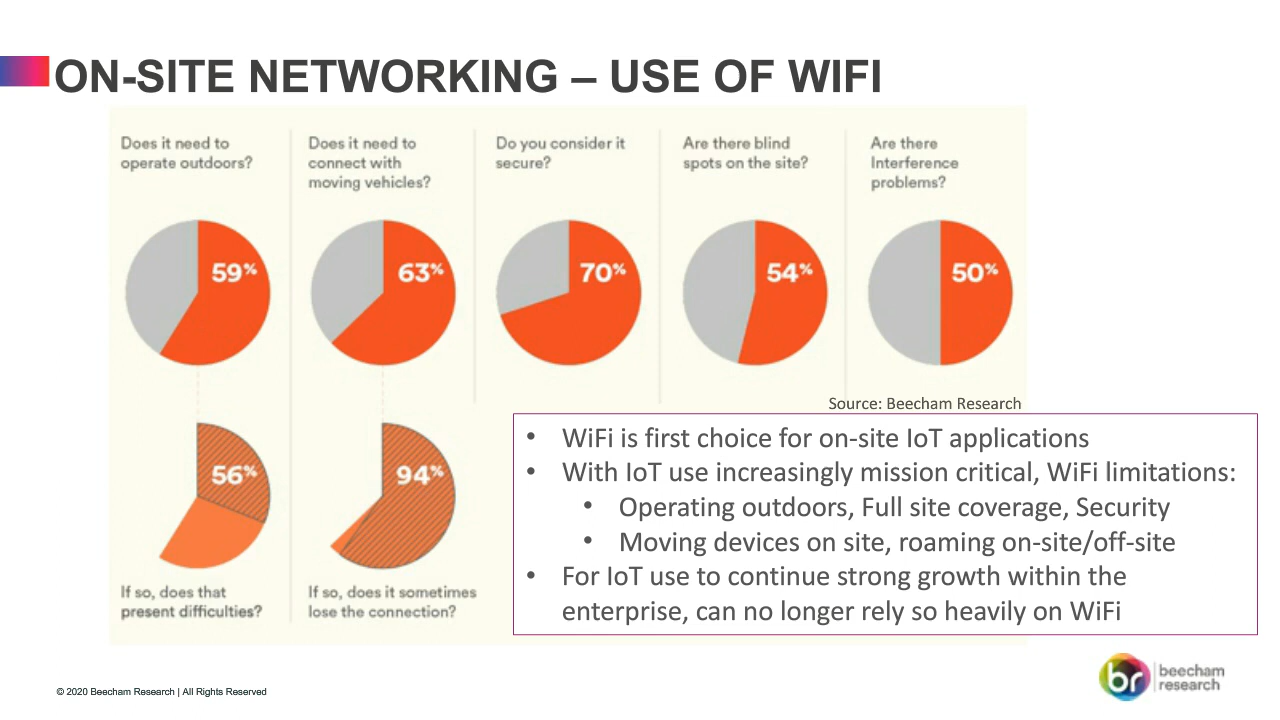 ON-SITE NETWORKING – USE OF WIFI
Does it need to
operate outdoors?
Does it need to
connect with
moving vehicles?
Do you consider it
secure?
Are there blind
spots on the site?
Are there
Interference
problems?
59%
63%
70%
54%
50%
56%
94%
If so, does that
present difficulties?
If so, does it sometimes
lose the connection?
Source: Beecham Research
• WiFi is first choice for on-site IoT applications
• With IoT use increasingly mission critical, WiFi limitations:
• Operating outdoors, Full site coverage, Security
• Moving devices on site, roaming on-site/off-site
• For IoT use to continue strong growth within the
enterprise, can no longer rely so heavily on WiFi
© 2020 Beecham Research | All Rights Reserved
br
beecham
research